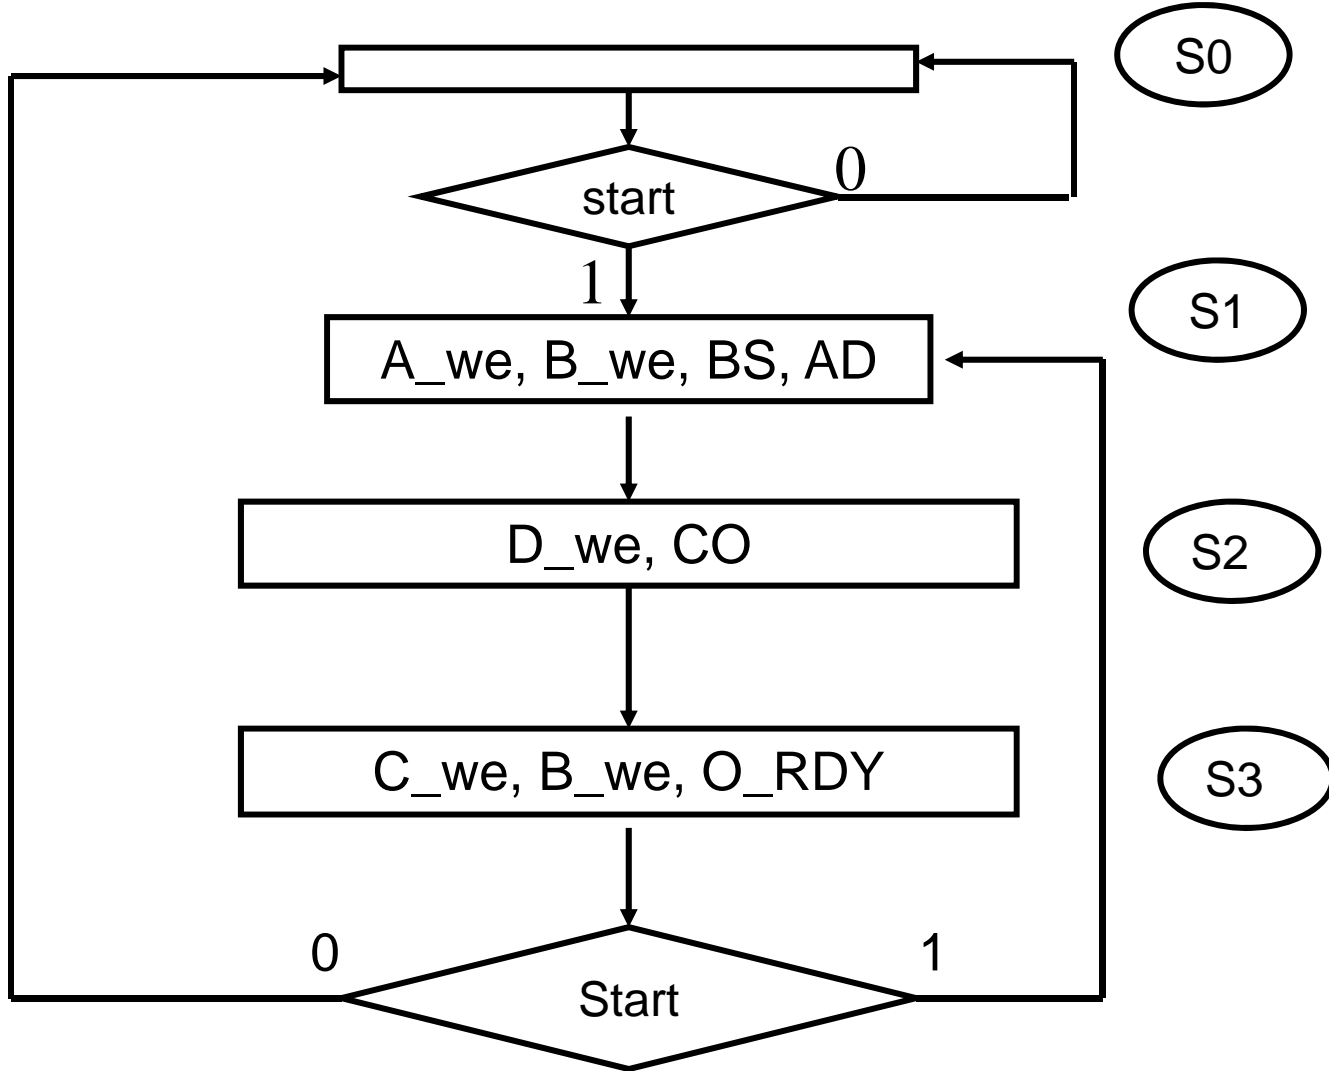 S0
start
0
1
S1
A_we, B_we, BS, AD
D_we, CO
S2
C_we, B_we, O_RDY
S3
0
1
Start